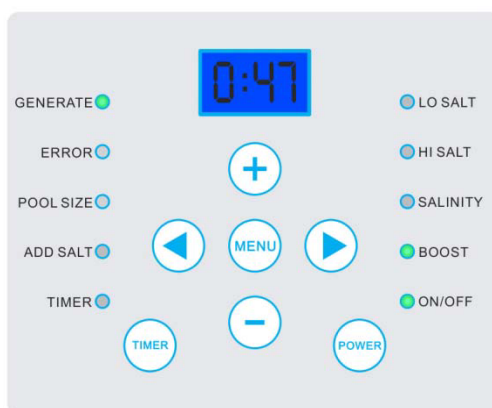 0:47
GENERATE
LO SALT
ERROR
HI SALT
POOL SIZE
SALINITY
ADD SALT
MENU
BOOST
TIMER
ON/OFF
TIMER
POWER